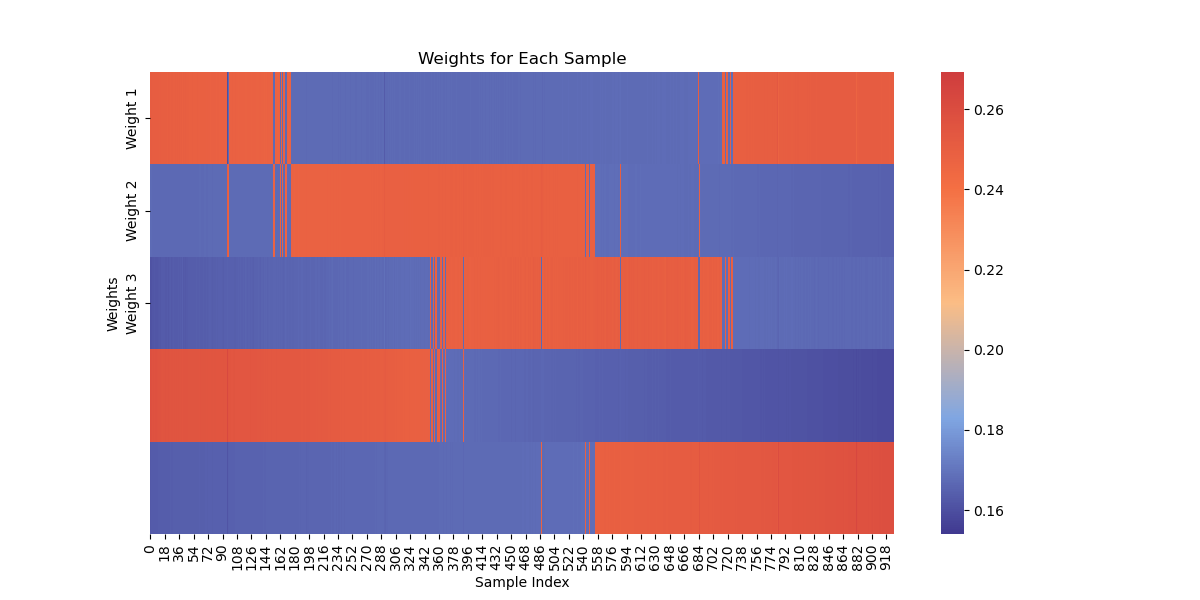 Weights for Each Sample
Weights
Weight 1
Weight 2
Weight 3
0 18 36 54 72 90 108 126 144 162 180 198 216 234 252 270 288 306 324 342 360 378 396 414 432 450 468 486 504 522 540 558 576 594 612 630 648 666 684 702 720 738 756 774 792 810 828 846 864 882 900 918
Sample Index
0.26
0.24
0.22
0.20
0.18
0.16